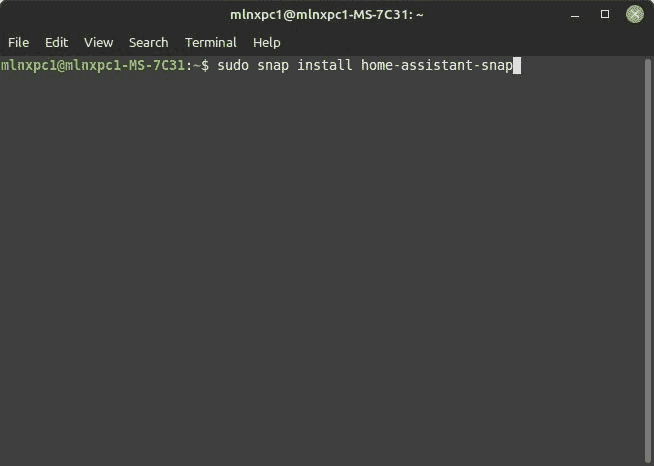 mlnxpc1@mlnxpc1-MS-7C31: ~
File Edit View Search Terminal Help
mlnxpc1@mlnxpc1-MS-7C31:~$ sudo snap install home-assistant-snap